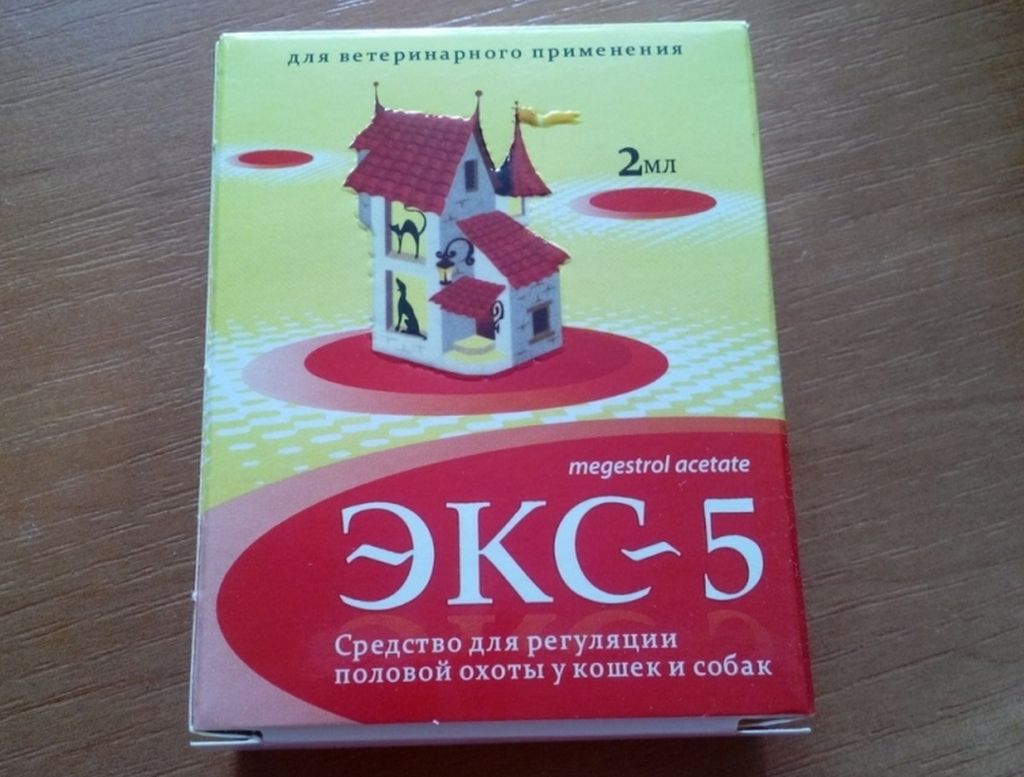 для ветеринарного применения
2мл
megestrol acetate
ЭКС-5
Средство для регуляции
половой охоты у кошек и собак